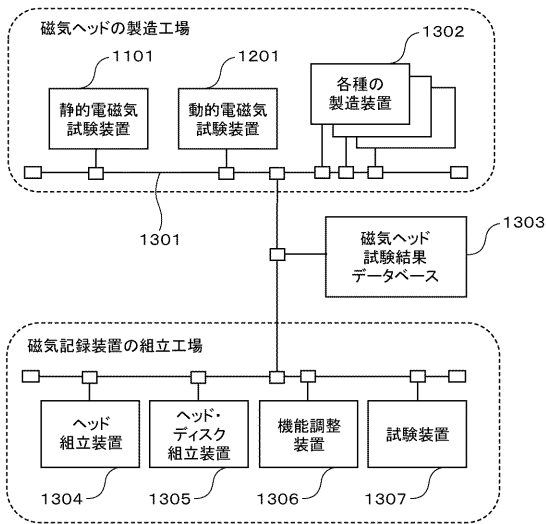 磁気ヘッドの製造工場
1101
1201
1302
静的電磁気
試験装置
動的電磁気
試験装置
各種の
製造装置
1301
1303
磁気ヘッド
試験結果
データベース
磁気記録装置の組立工場
ヘッド
組立装置
ヘッド・
ディスク
組立装置
機能調整
装置
試験装置
1304
1305
1306
1307